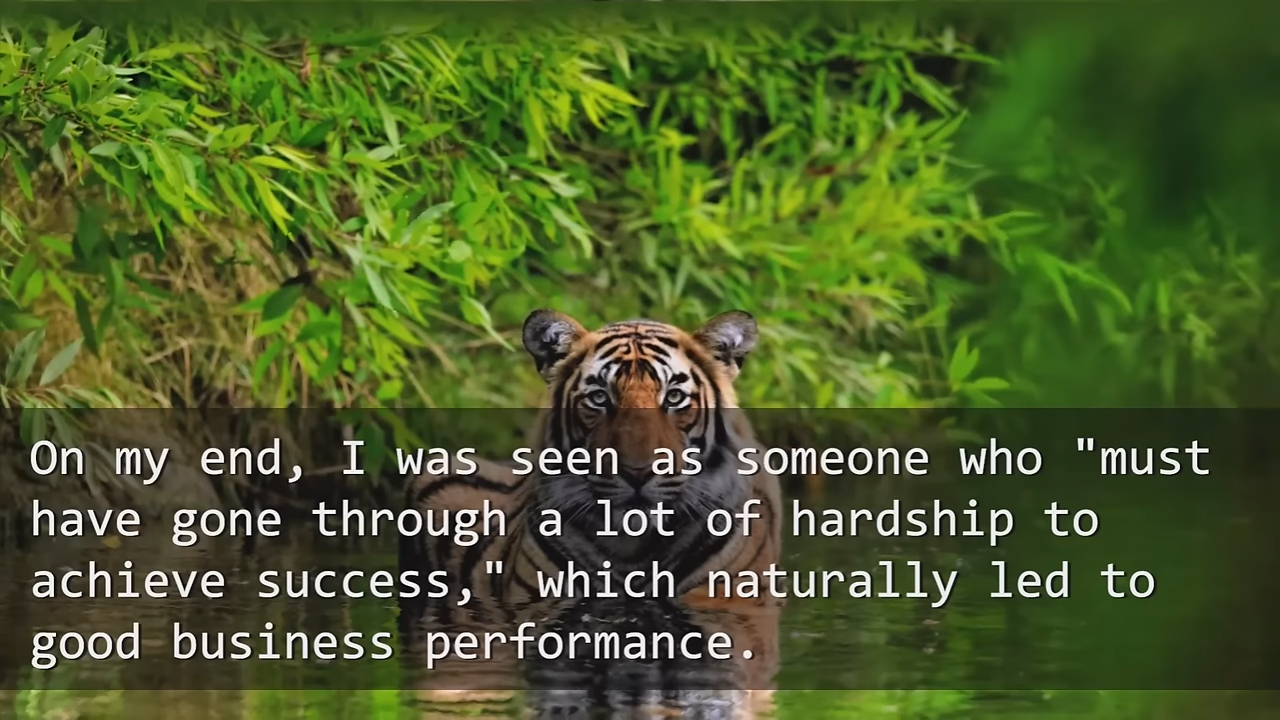 On my end, I was seen as someone who "must
have gone through a lot of hardship to
achieve success," which naturally led to
good business performance.